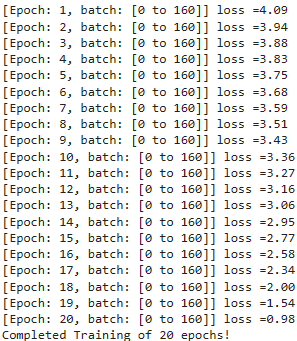 [Epoch: 1, batch: [0 to 160]] loss =4.09
[Epoch: 2, batch: [0 to 160]] loss =3.94
[Epoch: 3, batch: [0 to 160]] loss =3.88
[Epoch: 4, batch: [0 to 160]] loss =3.83
[Epoch: 5, batch: [0 to 160]] loss =3.75
[Epoch: 6, batch: [0 to 160]] loss =3.68
[Epoch: 7, batch: [0 to 160]] loss =3.59
[Epoch: 8, batch: [0 to 160]] loss =3.51
[Epoch: 9, batch: [0 to 160]] loss =3.43
[Epoch: 10, batch: [0 to 160]] loss =3.36
[Epoch: 11, batch: [0 to 160]] loss =3.27
[Epoch: 12, batch: [0 to 160]] loss =3.16
[Epoch: 13, batch: [0 to 160]] loss =3.06
[Epoch: 14, batch: [0 to 160]] loss =2.95
[Epoch: 15, batch: [0 to 160]] loss =2.77
[Epoch: 16, batch: [0 to 160]] loss =2.58
[Epoch: 17, batch: [0 to 160]] loss =2.34
[Epoch: 18, batch: [0 to 160]] loss =2.00
[Epoch: 19, batch: [0 to 160]] loss =1.54
[Epoch: 20, batch: [0 to 160]] loss =0.98
Completed Training of 20 epochs!